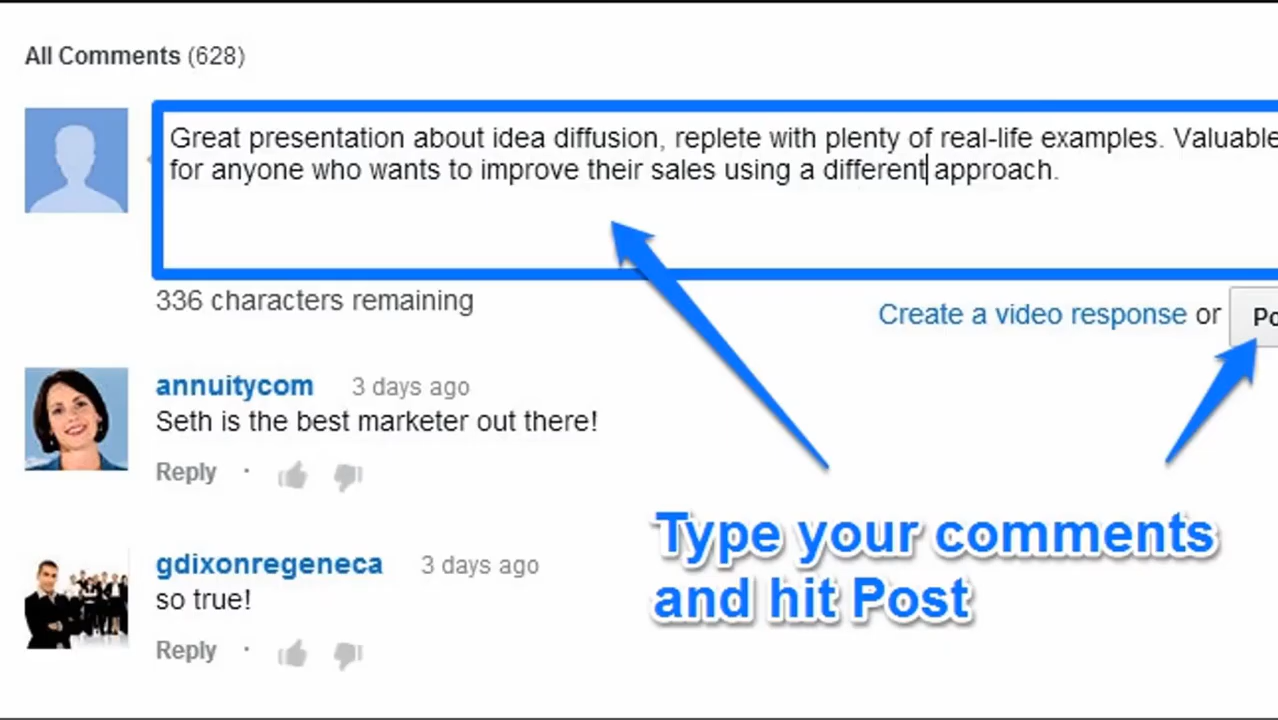 All Comments (628)
Great presentation about idea diffusion, replete with plenty of real-life examples. Valuable
for anyone who wants to improve their sales using a different approach.
336 characters remaining
Create a video response or
annuitycom 3 days ago
Seth is the best marketer out there!
Reply ·
gdixonregeneca 3 days ago
so true!
Reply ·
Type your comments
and hit Post